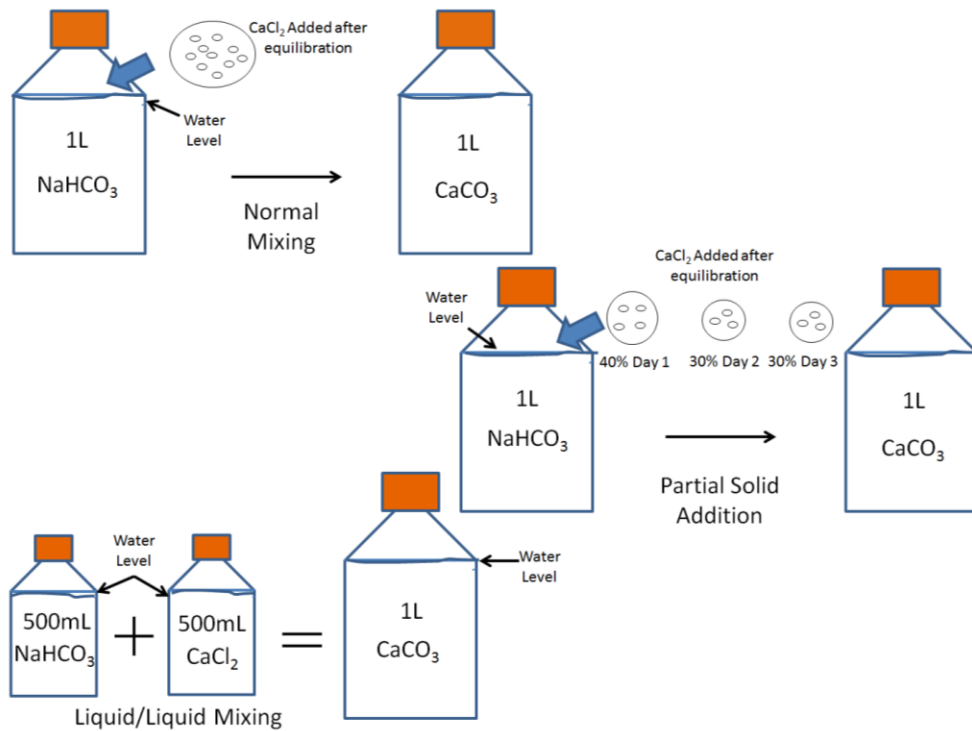 CaCl₂ Added after
equilibration
Water
Level
1L
NaHCO₃
Normal
Mixing
1L
CaCO₃
CaCl₂ Added after
equilibration
Water
Level
40% Day 1
30% Day 2
30% Day 3
1L
NaHCO₃
Partial Solid
Addition
1L
CaCO₃
Water
Level
500mL
NaHCO₃
+
500mL
CaCl₂
=
Water
Level
1L
CaCO₃
Liquid/Liquid Mixing